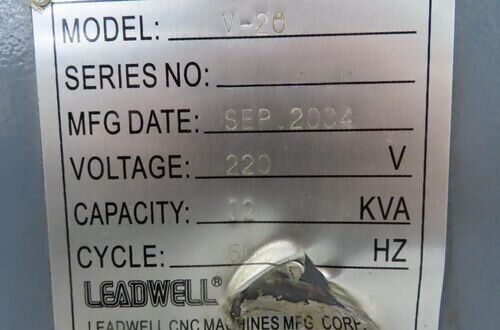 MODEL: V-20
SERIES NO:
MFG DATE: SEP.2004
VOLTAGE: 220 V
CAPACITY: 12 KVA
CYCLE: 60 HZ
LEADWELL®
LEADWELL CNC MACHINES MFG. CORP.